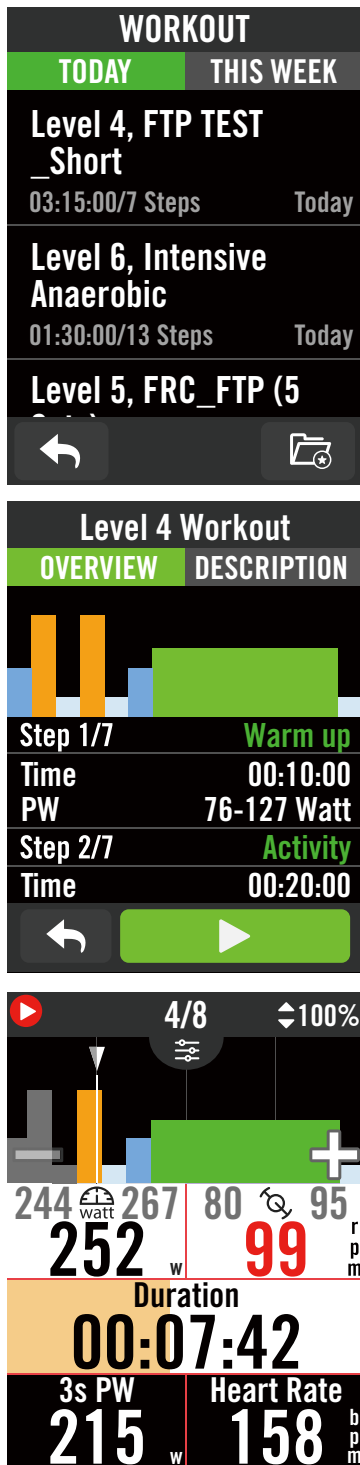 WORKOUT
TODAY THIS WEEK
Level 4, FTP TEST
_Short
03:15:00/7 Steps Today
Level 6, Intensive
Anaerobic
01:30:00/13 Steps Today
Level 5, FRC_FTP (5
Level 4 Workout
OVERVIEW DESCRIPTION
Step 1/7 Warm up
Time 00:10:00
PW 76-127 Watt
Step 2/7 Activity
Time 00:20:00
4/8 100%
244 watt 267 80 95
252 w 99 rpm
Duration
00:07:42
3s PW Heart Rate
215 w 158 bpm